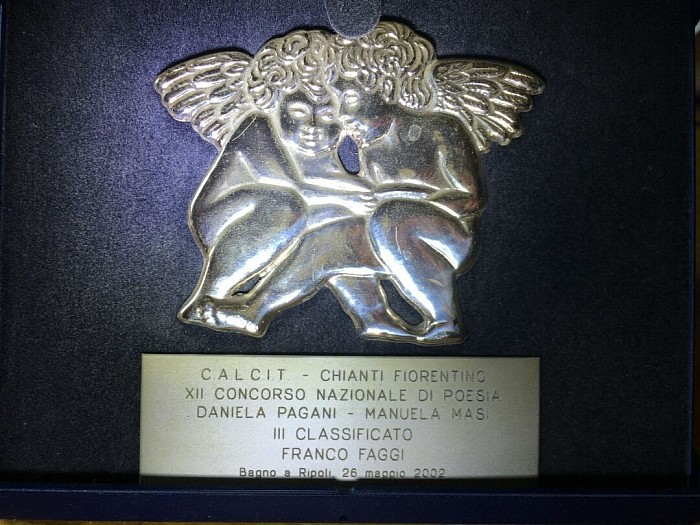 C.A.L.C.I.T. - CHIANTI FIORENTINO
XII CONCORSO NAZIONALE DI POESIA
DANIELA PAGANI - MANUELA MASI
III CLASSIFICATO
FRANCO FAGGI
Bagno a Ripoli, 26 maggio 2002